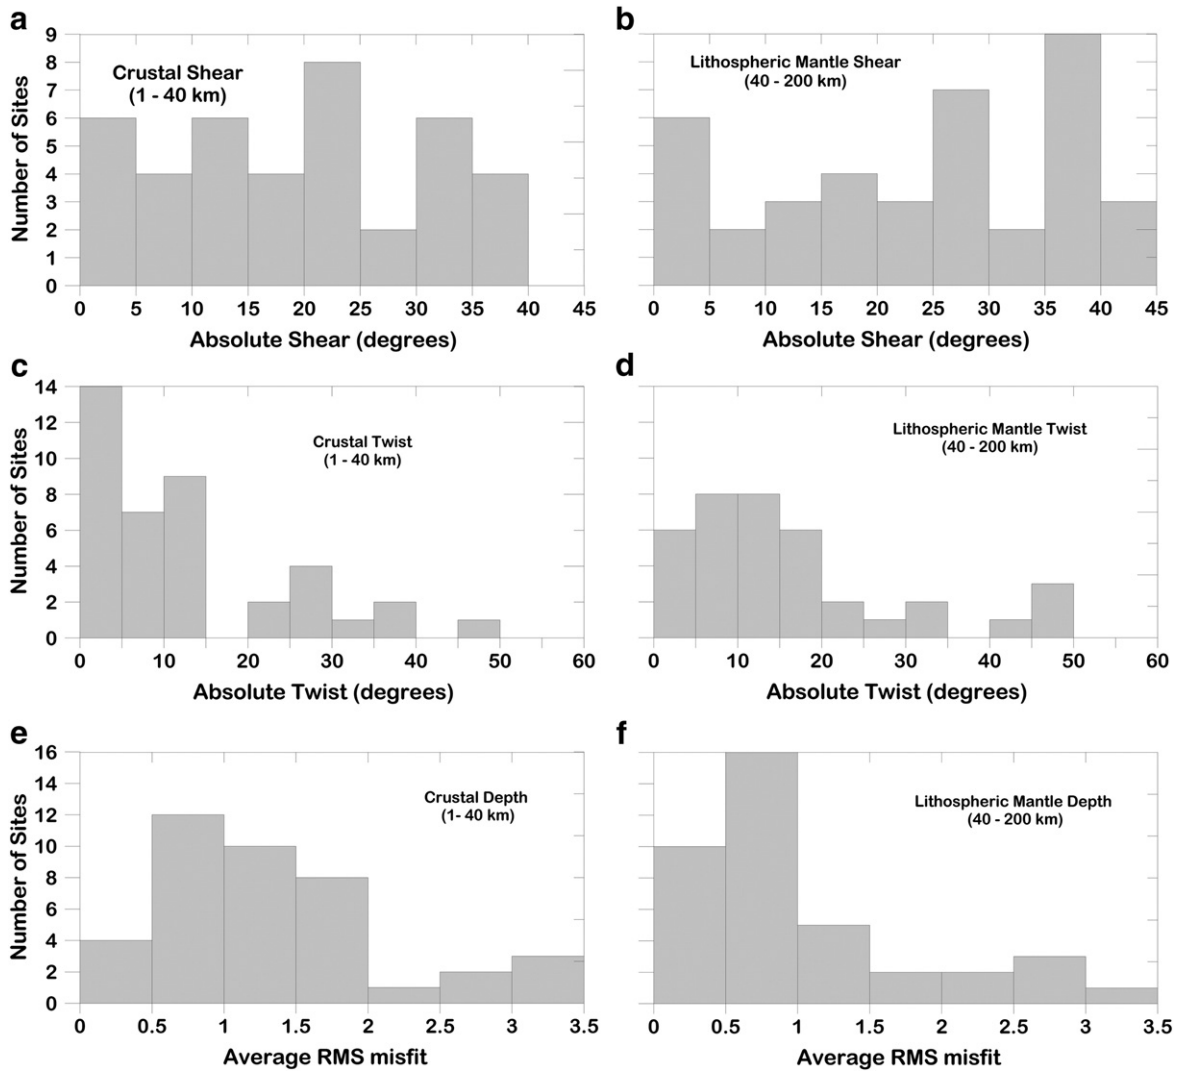 a
9
8
7
6
5
4
3
2
1
0
Number of Sites
Crustal Shear
(1 - 40 km)
0 5 10 15 20 25 30 35 40 45
Absolute Shear (degrees)
b
Lithospheric Mantle Shear
(40 - 200 km)
0 5 10 15 20 25 30 35 40 45
Absolute Shear (degrees)
c
14
12
10
8
6
4
2
0
Number of Sites
Crustal Twist
(1 - 40 km)
0 10 20 30 40 50 60
Absolute Twist (degrees)
d
Lithospheric Mantle Twist
(40 - 200 km)
0 10 20 30 40 50 60
Absolute Twist (degrees)
e
16
14
12
10
8
6
4
2
0
Number of Sites
Crustal Depth
(1- 40 km)
0 0.5 1 1.5 2 2.5 3 3.5
Average RMS misfit
f
Lithospheric Mantle Depth
(40 - 200 km)
0 0.5 1 1.5 2 2.5 3 3.5
Average RMS misfit